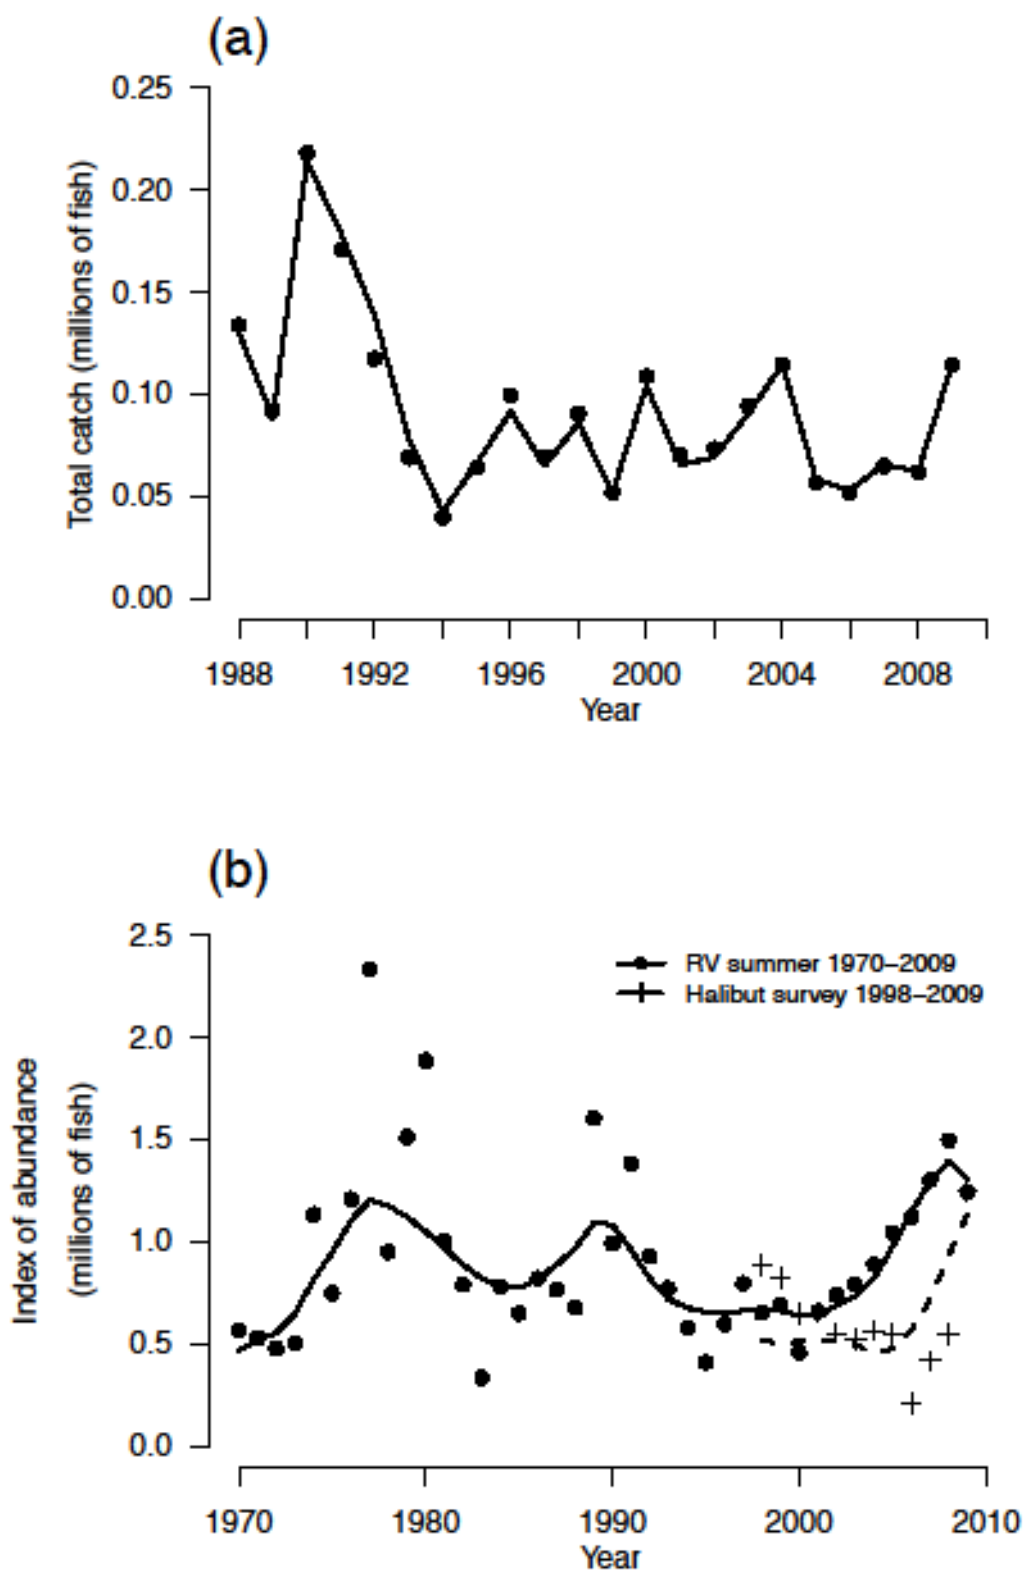 (a)
Total catch (millions of fish)
0.25
0.20
0.15
0.10
0.05
0.00
1988 1992 1996 2000 2004 2008
Year
(b)
Index of abundance
(millions of fish)
2.5
2.0
1.5
1.0
0.5
0.0
RV summer 1970–2009
Halibut survey 1998–2009
1970 1980 1990 2000 2010
Year